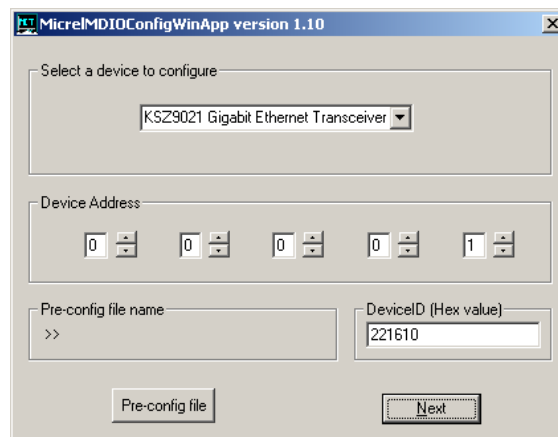 MicrelMDIOConfigWinApp version 1.10
Select a device to configure
KSZ9021 Gigabit Ethernet Transceiver
Device Address
0 0 0 0 1
Pre-config file name
>>
DeviceID (Hex value)
221610
Pre-config file
Next